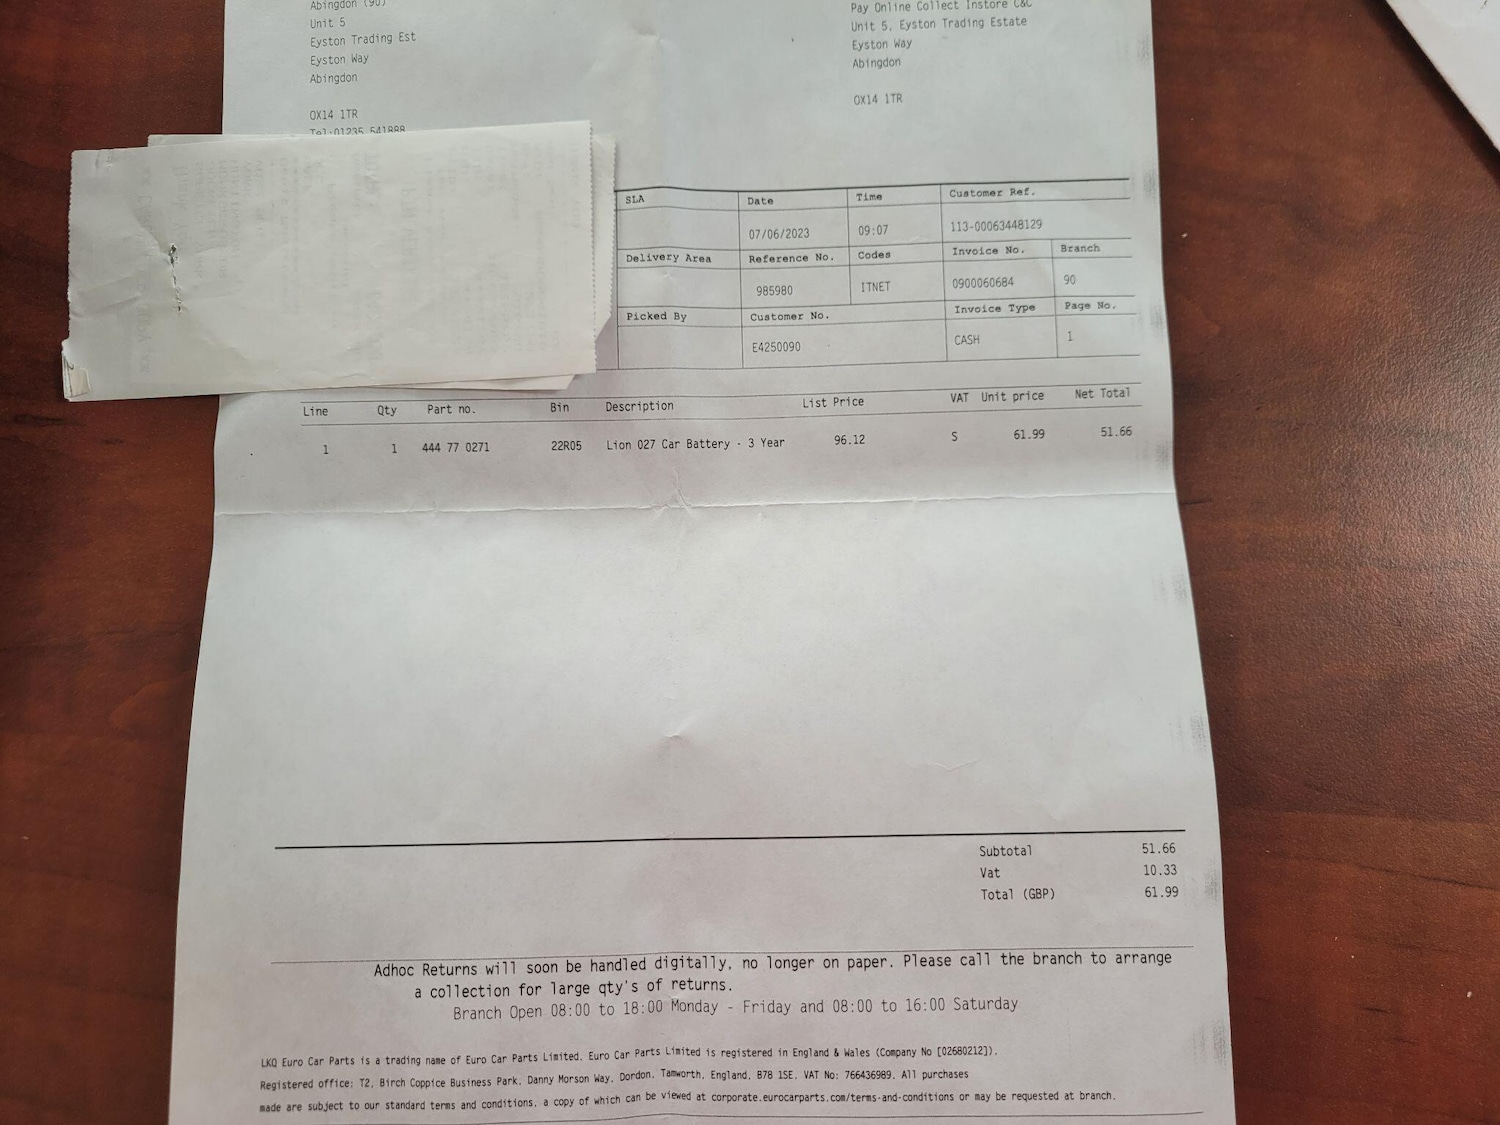 Abingdon (90)
Unit 5
Eyston Trading Est
Eyston Way
Abingdon
OX14 1TR
Tel:01235 541888
Pay Online Collect Instore C&C
Unit 5, Eyston Trading Estate
Eyston Way
Abingdon
OX14 1TR
SLA Date Time Customer Ref.
07/06/2023 09:07 113-00063448129
Delivery Area Reference No. Codes Invoice No. Branch
985980 ITNET 0900060684 90
Picked By Customer No. Invoice Type Page No.
E4250090 CASH 1
Line Qty Part no. Bin Description List Price VAT Unit price Net Total
1 1 444 77 0271 22R05 Lion 027 Car Battery - 3 Year 96.12 S 61.99 51.66
Subtotal 51.66
Vat 10.33
Total (GBP) 61.99
Adhoc Returns will soon be handled digitally, no longer on paper. Please call the branch to arrange
a collection for large qty's of returns.
Branch Open 08:00 to 18:00 Monday - Friday and 08:00 to 16:00 Saturday
LKQ Euro Car Parts is a trading name of Euro Car Parts Limited. Euro Car Parts Limited is registered in England & Wales (Company No [02680212]).
Registered office: T2, Birch Coppice Business Park, Danny Morson Way, Dordon, Tamworth, England, B78 1SE. VAT No: 766436989. All purchases
made are subject to our standard terms and conditions, a copy of which can be viewed at corporate.eurocarparts.com/terms-and-conditions or may be requested at branch.